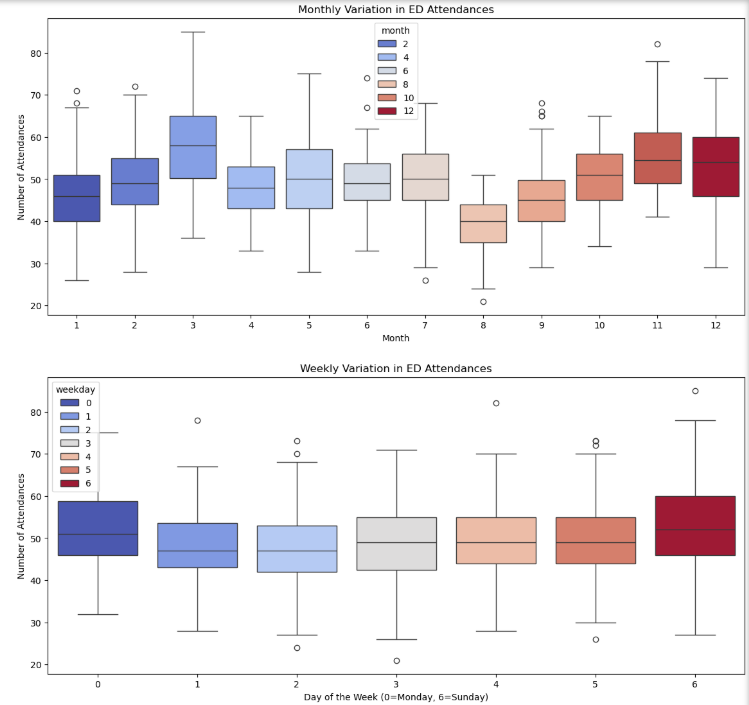 Monthly Variation in ED Attendances
month
2
4
6
8
10
12
Number of Attendances
80
70
60
50
40
30
20
1 2 3 4 5 6 7 8 9 10 11 12
Month
Weekly Variation in ED Attendances
weekday
0
1
2
3
4
5
6
Number of Attendances
80
70
60
50
40
30
20
0 1 2 3 4 5 6
Day of the Week (0=Monday, 6=Sunday)